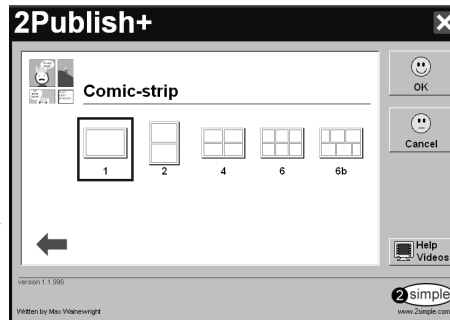 2Publish+
OK
Comic-strip
Cancel
1 2 4 6 6b
Help
Videos
version 1.1.996
2simple
Written by Max Wainewright
www.2simple.com